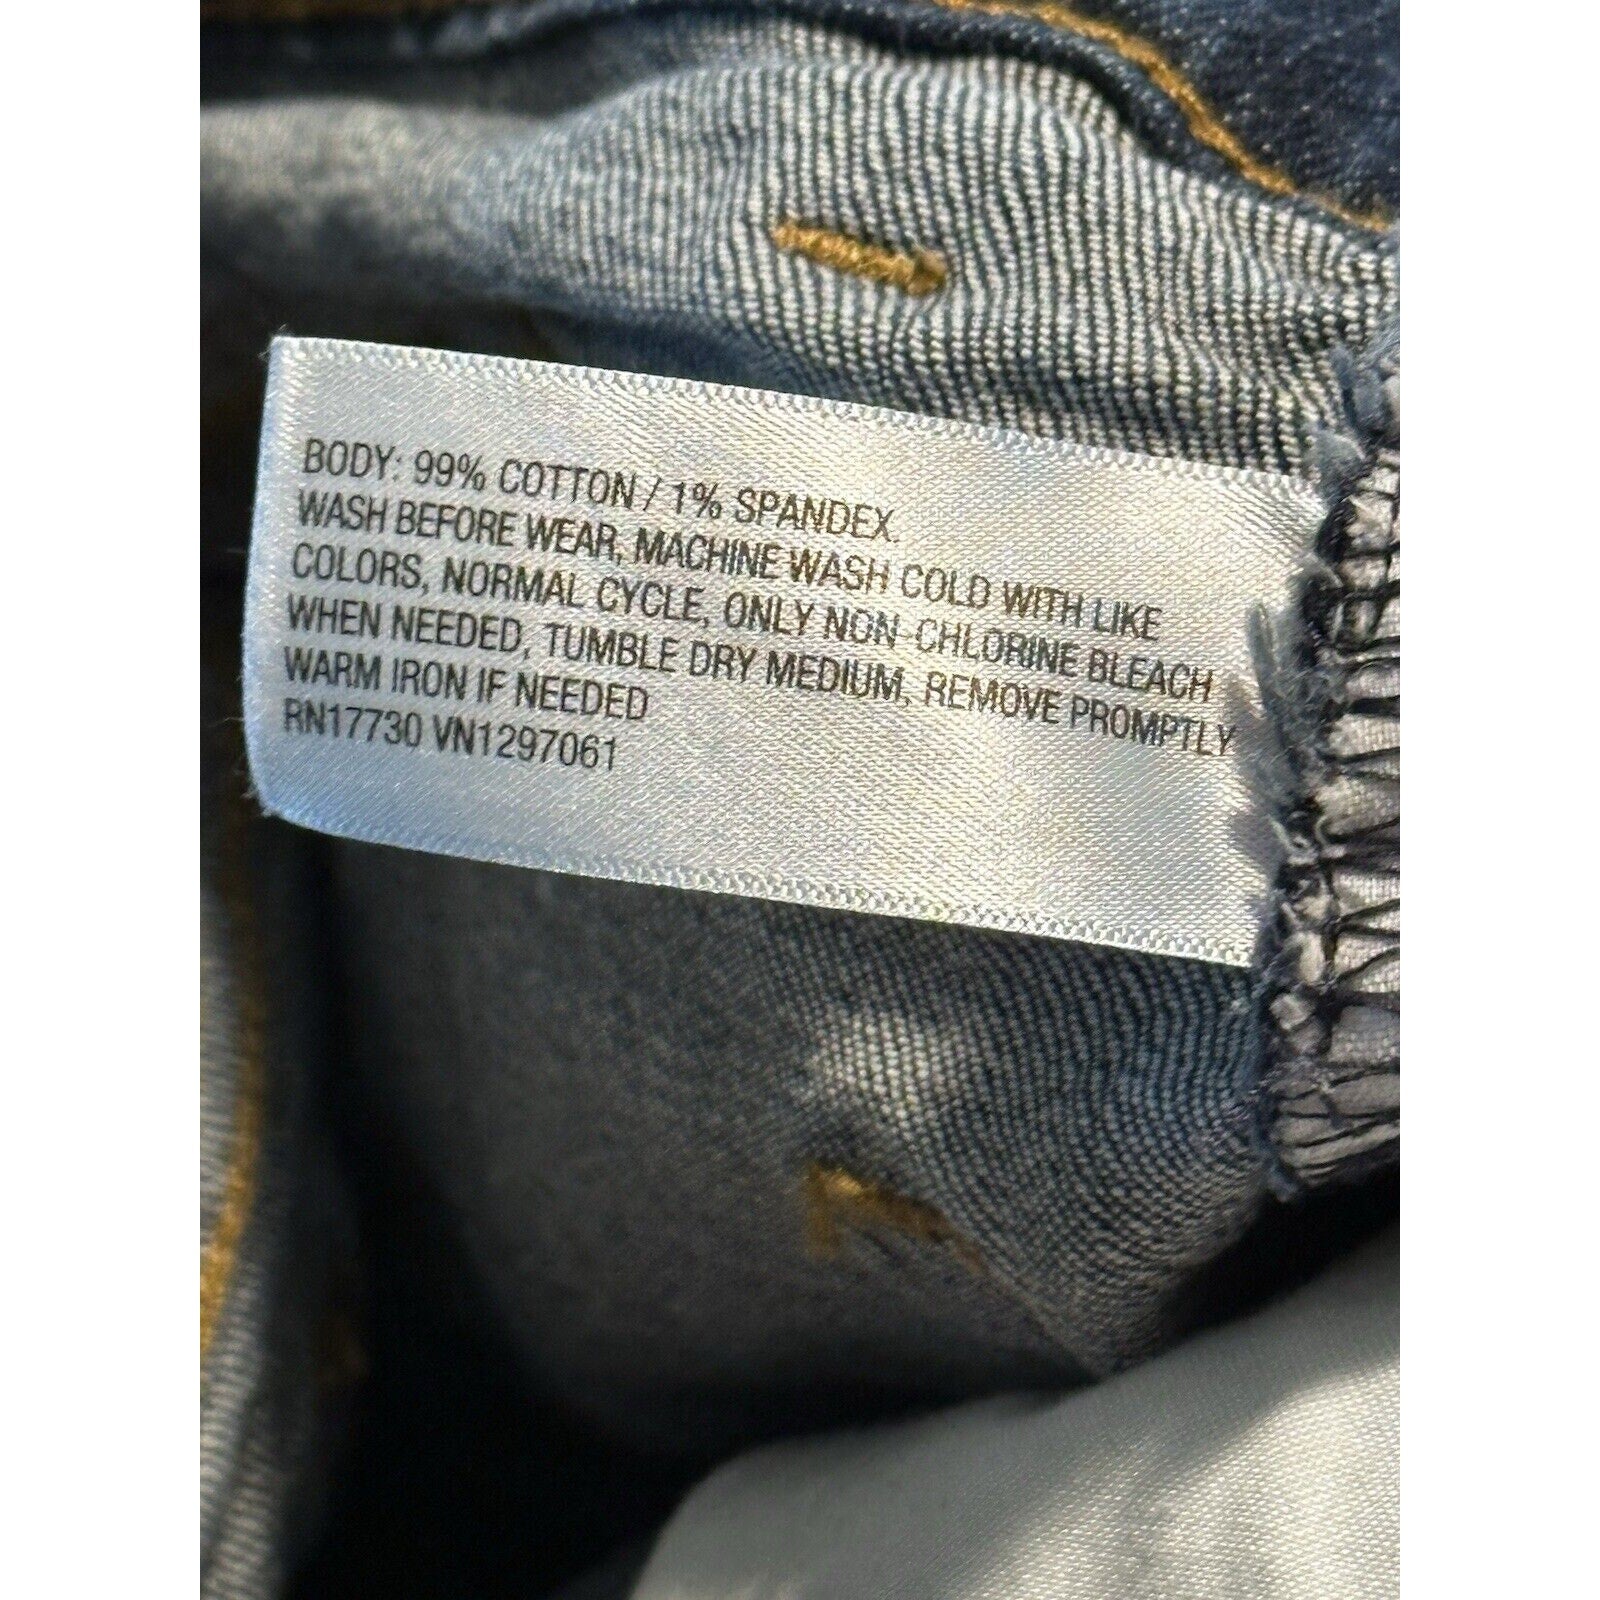 BODY: 99% COTTON / 1% SPANDEX.
WASH BEFORE WEAR, MACHINE WASH COLD WITH LIKE
COLORS, NORMAL CYCLE, ONLY NON-CHLORINE BLEACH
WHEN NEEDED, TUMBLE DRY MEDIUM, REMOVE PROMPTLY
WARM IRON IF NEEDED
RN17730 VN1297061